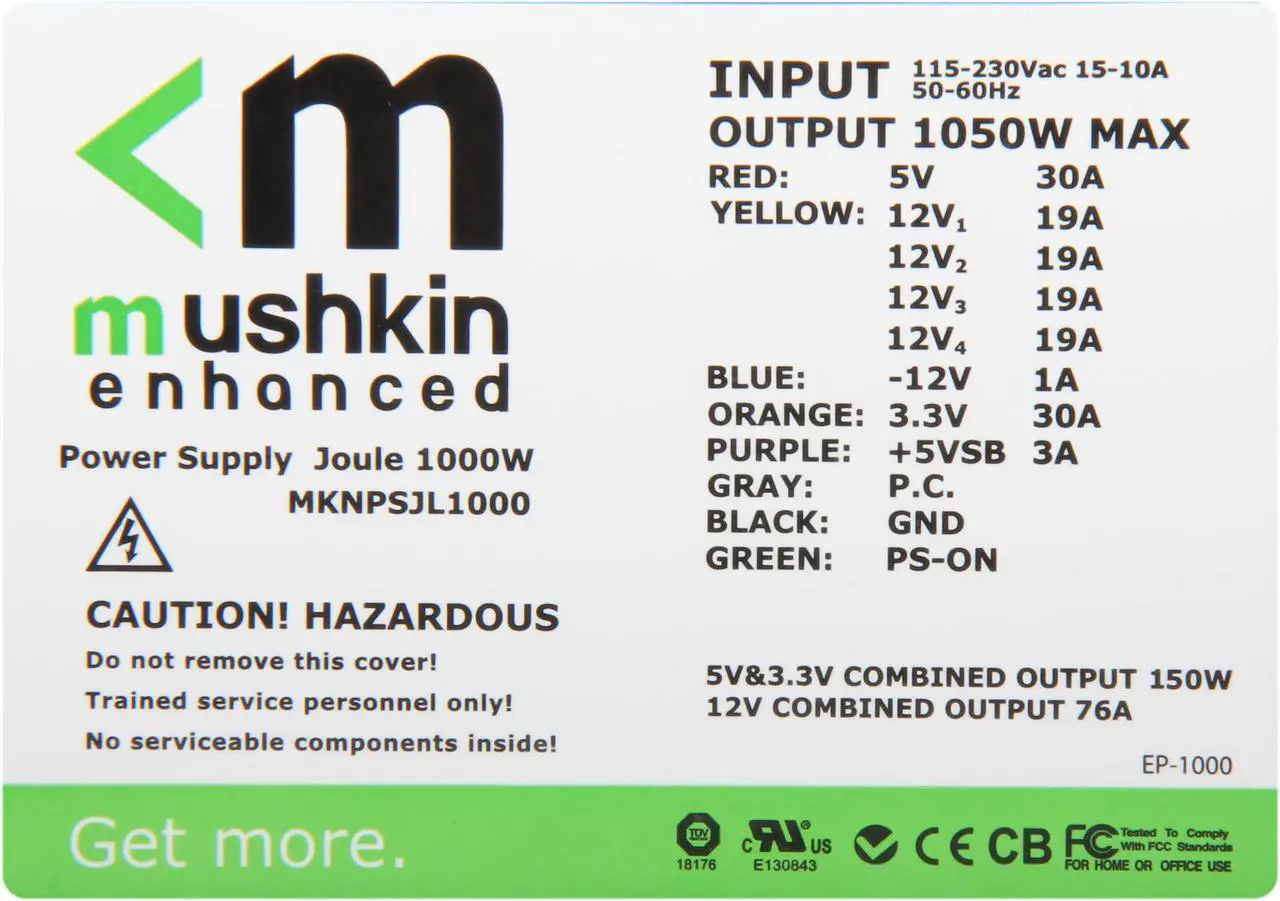 m
mushkin
enhanced
Power Supply Joule 1000W
MKNPSJL1000
CAUTION! HAZARDOUS
Do not remove this cover!
Trained service personnel only!
No serviceable components inside!
INPUT 115-230Vac 15-10A
50-60Hz
OUTPUT 1050W MAX
RED: 5V 30A
YELLOW: 12V₁ 19A
12V₂ 19A
12V₃ 19A
12V₄ 19A
BLUE: -12V 1A
ORANGE: 3.3V 30A
PURPLE: +5VSB 3A
GRAY: P.C.
BLACK: GND
GREEN: PS-ON
5V&3.3V COMBINED OUTPUT 150W
12V COMBINED OUTPUT 76A
EP-1000
Get more.
TÜV
18176
c RU® US
E130843
CE
CB
FC Tested To Comply
With FCC Standards
FOR HOME OR OFFICE USE